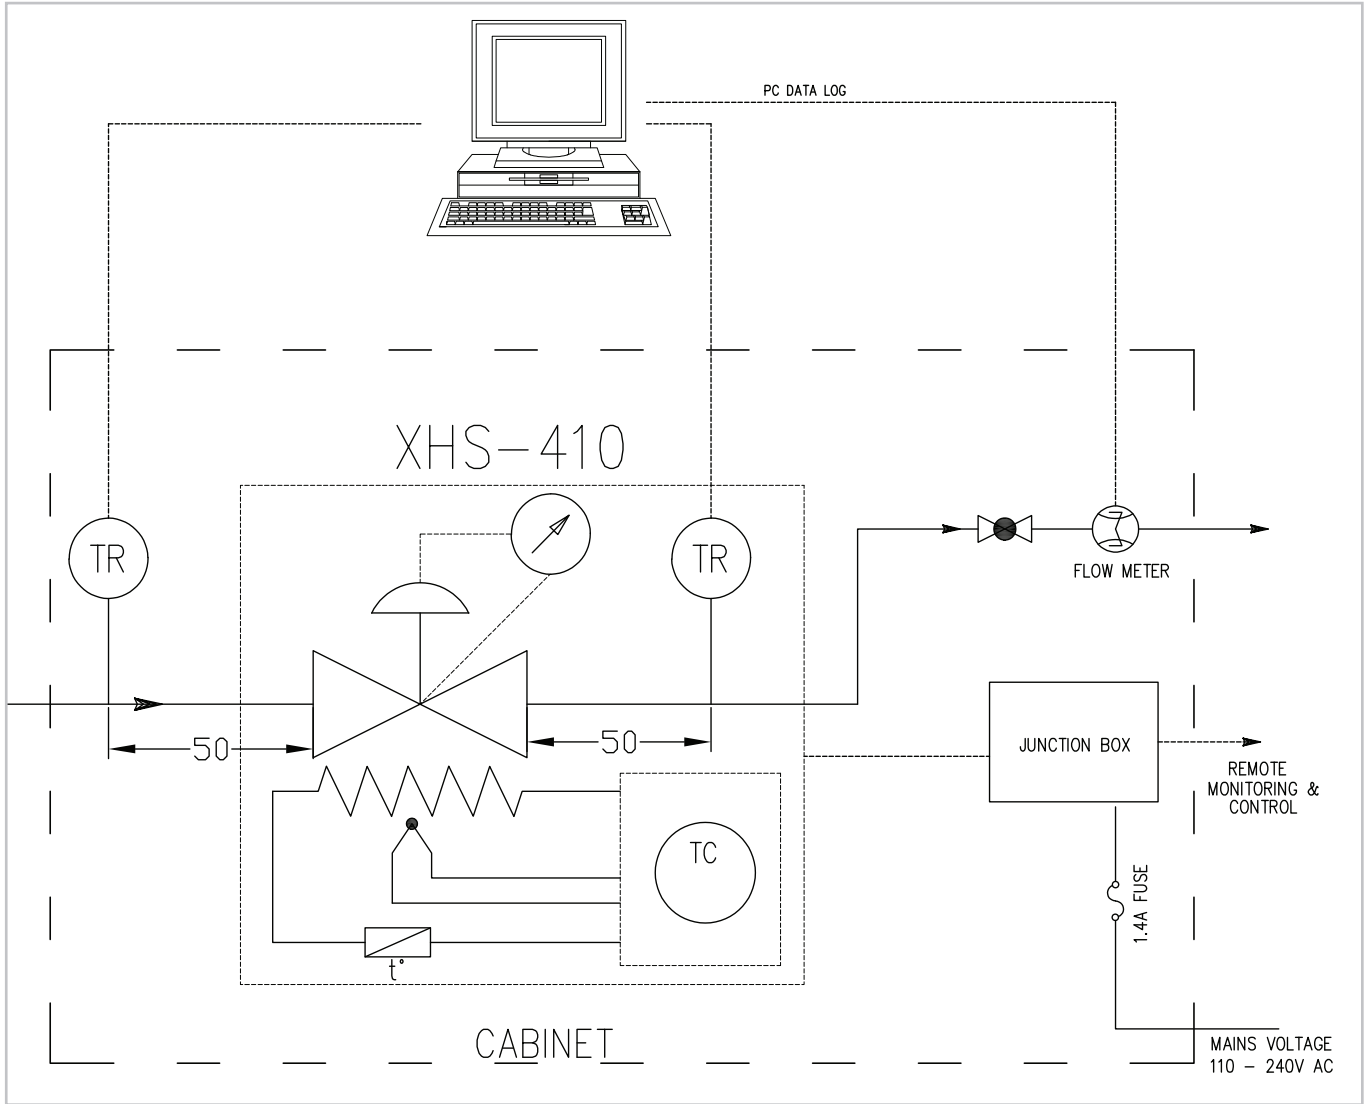 PC DATA LOG
XHS-410
TR
TR
FLOW METER
50
50
JUNCTION BOX
REMOTE
MONITORING &
CONTROL
TC
1.4A FUSE
t°
CABINET
MAINS VOLTAGE
110 - 240V AC